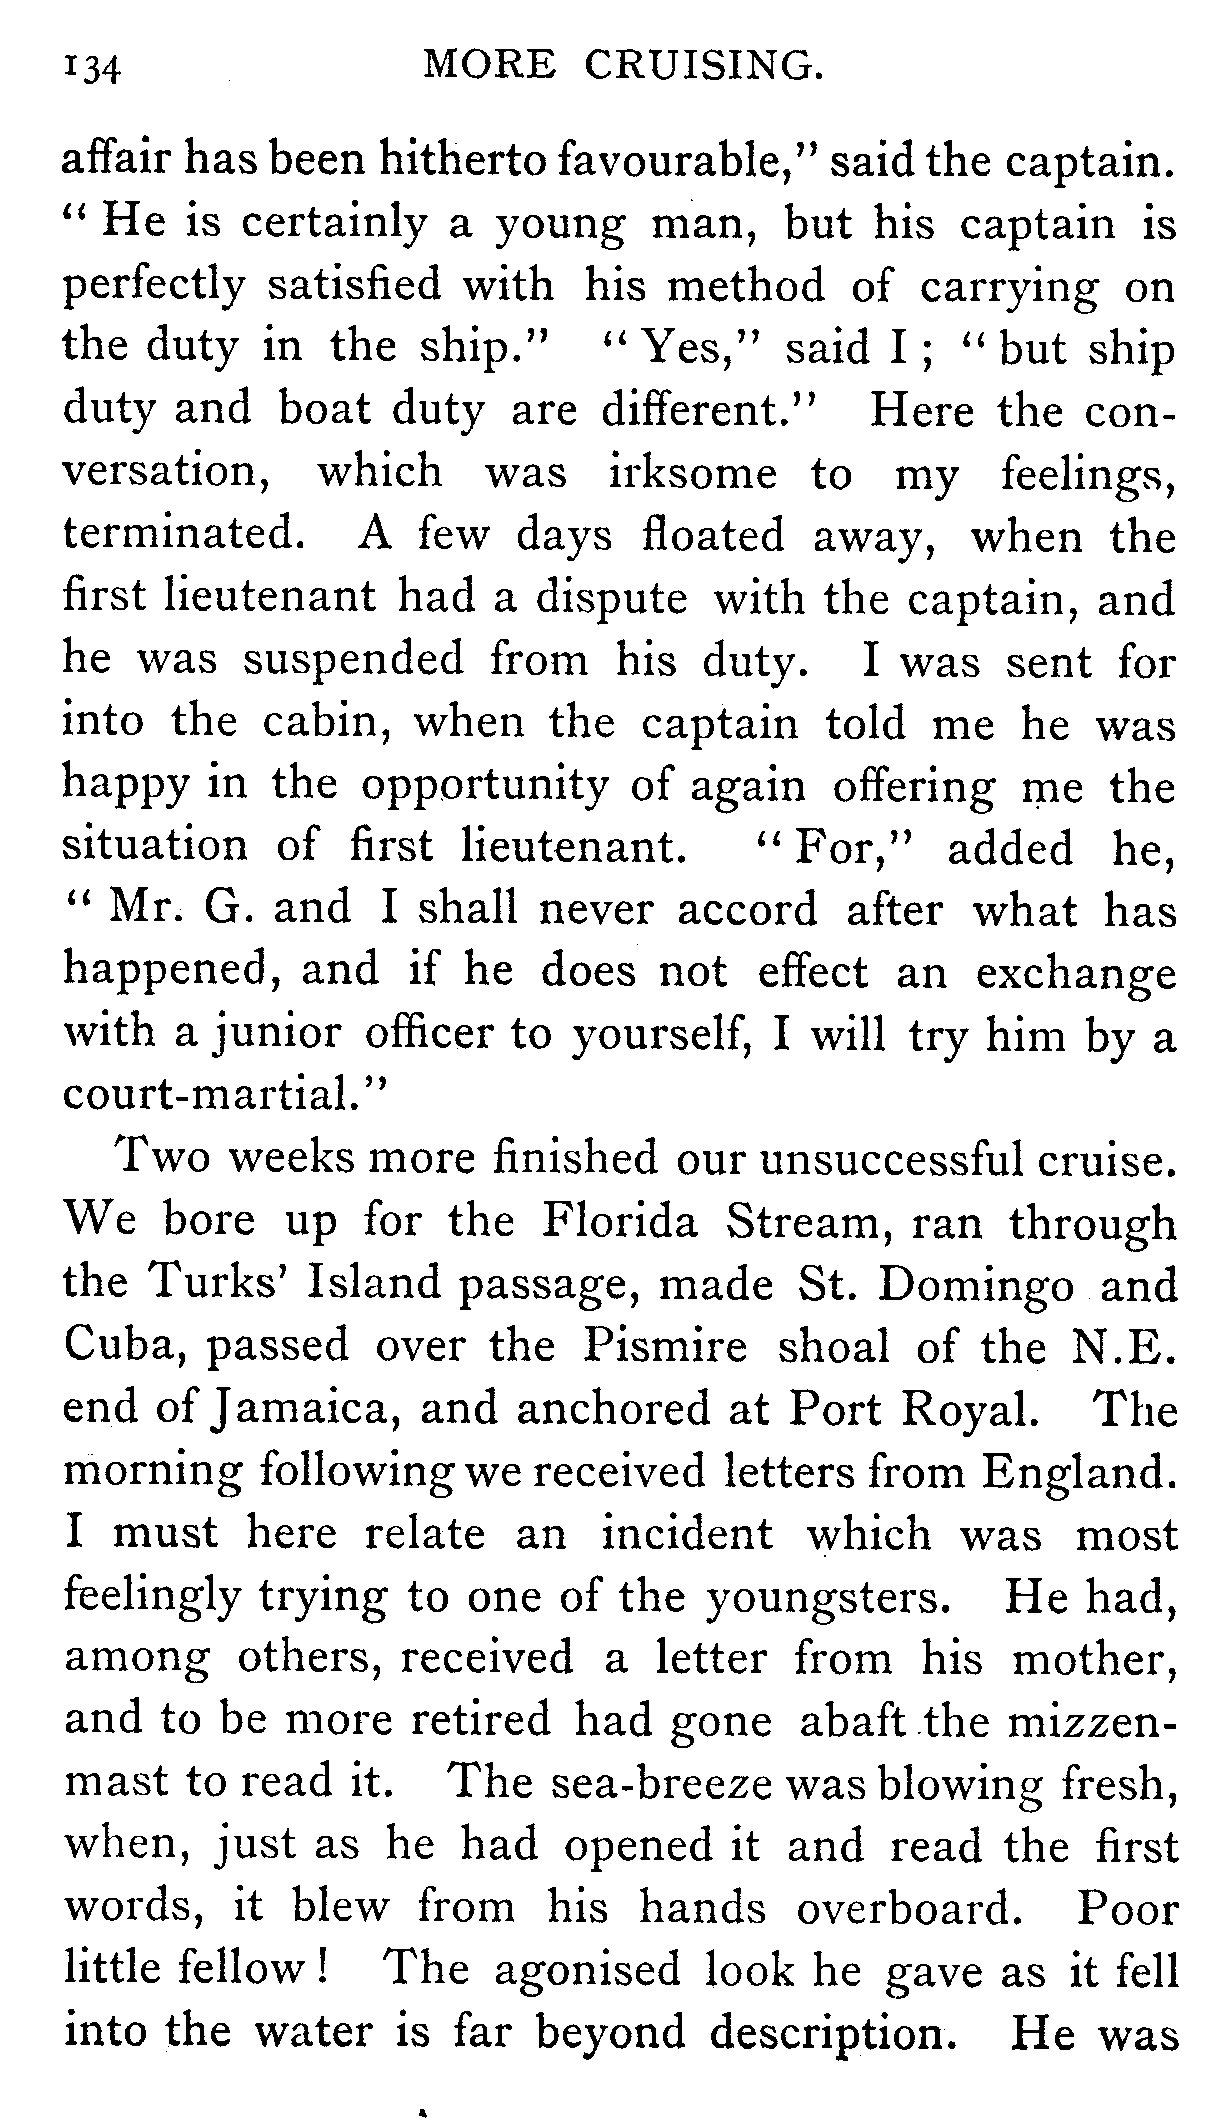 134 MORE CRUISING.
affair has been hitherto favourable,” said the captain.
“ He is certainly a young man, but his captain is
perfectly satisfied with his method of carrying on
the duty in the ship.” “ Yes,” said I ; “ but ship
duty and boat duty are different.” Here the con-
versation, which was irksome to my feelings,
terminated. A few days floated away, when the
first lieutenant had a dispute with the captain, and
he was suspended from his duty. I was sent for
into the cabin, when the captain told me he was
happy in the opportunity of again offering me the
situation of first lieutenant. “ For,” added he,
“ Mr. G. and I shall never accord after what has
happened, and if he does not effect an exchange
with a junior officer to yourself, I will try him by a
court-martial.”
Two weeks more finished our unsuccessful cruise.
We bore up for the Florida Stream, ran through
the Turks’ Island passage, made St. Domingo and
Cuba, passed over the Pismire shoal of the N.E.
end of Jamaica, and anchored at Port Royal. The
morning following we received letters from England.
I must here relate an incident which was most
feelingly trying to one of the youngsters. He had,
among others, received a letter from his mother,
and to be more retired had gone abaft the mizzen-
mast to read it. The sea-breeze was blowing fresh,
when, just as he had opened it and read the first
words, it blew from his hands overboard. Poor
little fellow ! The agonised look he gave as it fell
into the water is far beyond description. He was